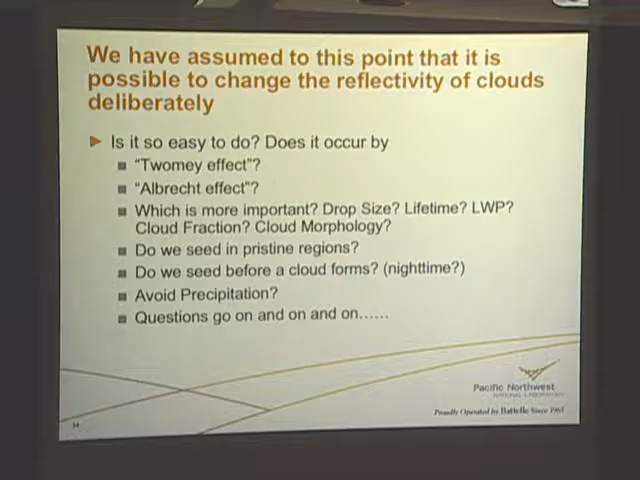 We have assumed to this point that it is
possible to change the reflectivity of clouds
deliberately
Is it so easy to do? Does it occur by
"Twomey effect"?
"Albrecht effect"?
Which is more important? Drop Size? Lifetime? LWP?
Cloud Fraction? Cloud Morphology?
Do we seed in pristine regions?
Do we seed before a cloud forms? (nighttime?)
Avoid Precipitation?
Questions go on and on and on......
Pacific Northwest
NATIONAL LABORATORY
Proudly Operated by Battelle Since 1965
34